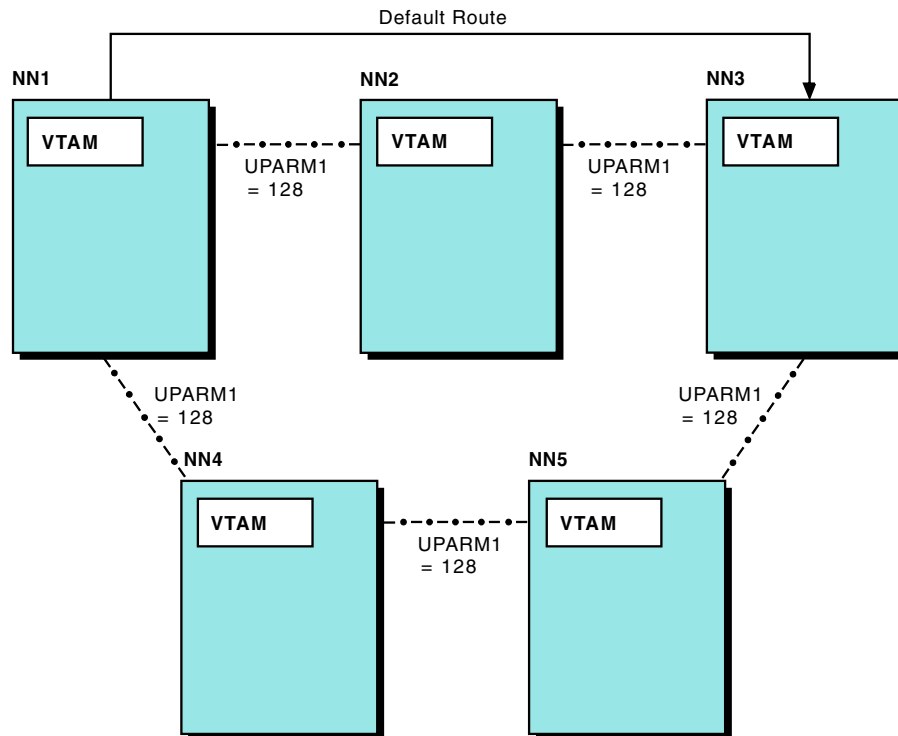 Default Route
NN1
NN2
NN3
VTAM
VTAM
VTAM
UPARM1
= 128
UPARM1
= 128
UPARM1
= 128
UPARM1
= 128
NN4
NN5
VTAM
VTAM
UPARM1
= 128